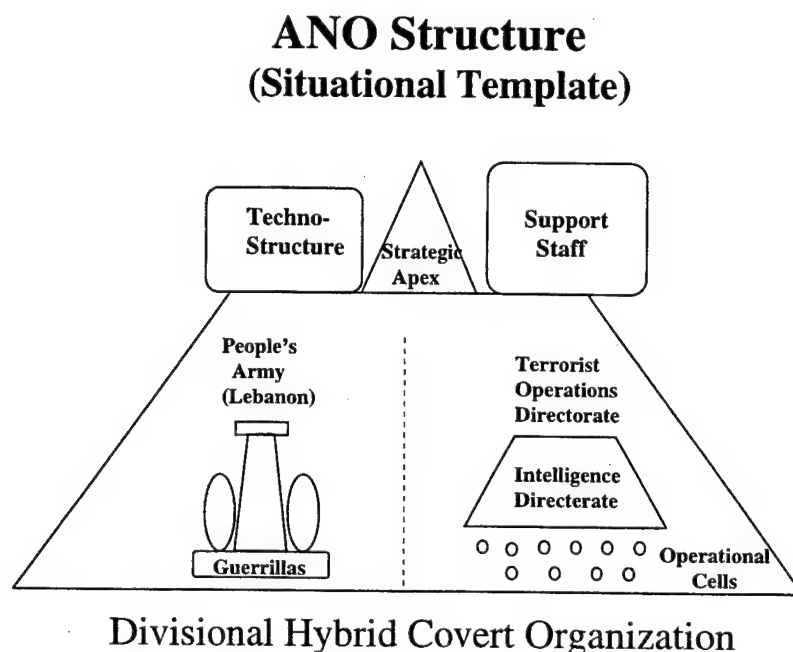 ANO Structure
(Situational Template)
Techno-
Structure
Strategic
Apex
Support
Staff
People's
Army
(Lebanon)
Guerrillas
Terrorist
Operations
Directorate
Intelligence
Directerate
Operational
Cells
Divisional Hybrid Covert Organization